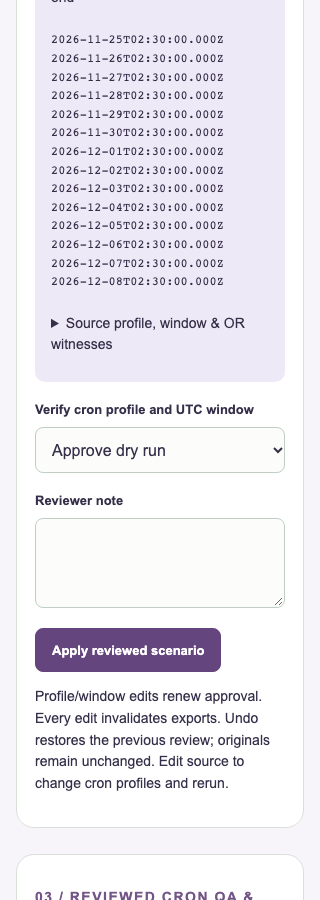 2026-11-25T02:30:00.000Z
2026-11-26T02:30:00.000Z
2026-11-27T02:30:00.000Z
2026-11-28T02:30:00.000Z
2026-11-29T02:30:00.000Z
2026-11-30T02:30:00.000Z
2026-12-01T02:30:00.000Z
2026-12-02T02:30:00.000Z
2026-12-03T02:30:00.000Z
2026-12-04T02:30:00.000Z
2026-12-05T02:30:00.000Z
2026-12-06T02:30:00.000Z
2026-12-07T02:30:00.000Z
2026-12-08T02:30:00.000Z
Source profile, window & OR
witnesses
Verify cron profile and UTC window
Approve dry run
Reviewer note
Apply reviewed scenario
Profile/window edits renew approval.
Every edit invalidates exports. Undo
restores the previous review; originals
remain unchanged. Edit source to
change cron profiles and rerun.
03 / REVIEWED CRON QA &